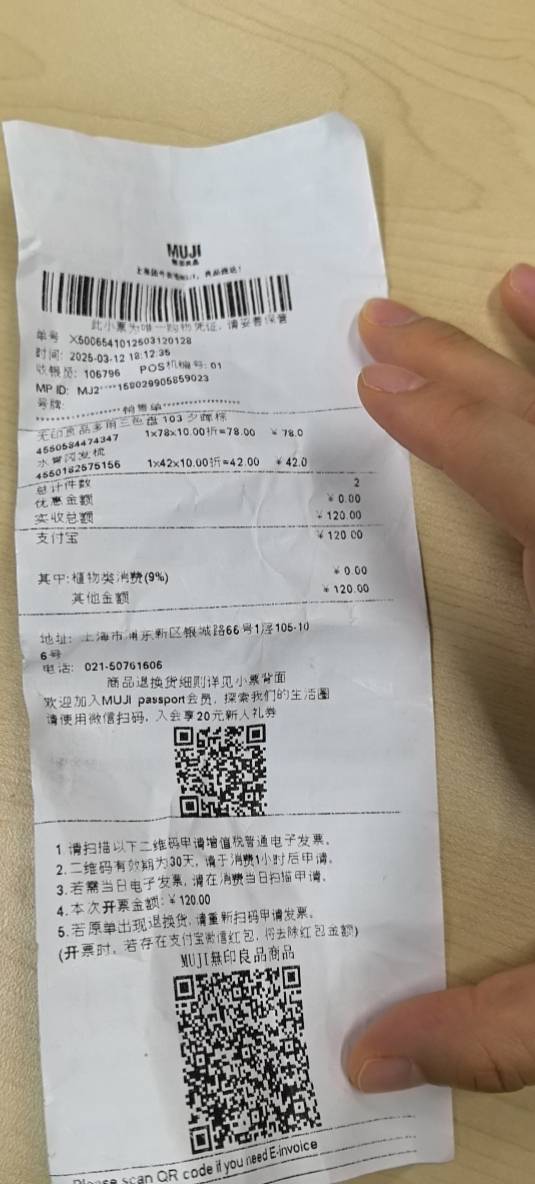 MUJI
無印良品
此小票为唯一购物凭证，请妥善保管
单号 X5006541012503120128
时间: 2025-03-12 18:12:35
收银员: 106796 POS机编号: 01
MP ID: MJ2****158029905859023
号牌:
销售单
无印良品多用三色盘 103 夕晖棕
4550584474347 1x78x10.00折=78.00 ￥78.0
4550182575156 1x42x10.00折=42.00 ￥42.0
总计件数 2
优惠金额 ￥0.00
实收总额 ￥120.00
支付宝 ￥120.00
其中:植物类消费(9%) ￥0.00
其他金额 ￥120.00
地址: 上海市浦东新区银城路66号1层105-10
6号
电话: 021-50761606
商品退换货细则详见小票背面
欢迎加入MUJI passport会员，探索我们的生活圈
请使用微信扫码，入会享20元新人礼券
1.请扫描以下二维码申请增值税普通电子发票。
2.二维码有效期为30天，请于消费1小时后申请。
3.若需当日电子发票，请在消费当日扫描申请。
4.本次开票金额:￥120.00
5.若原单出现退换货，请重新扫码申请发票。
(开票时，若存在支付宝微信红包，将去除红包金额)
MUJI無印良品商品
Please scan QR code if you need E-invoice